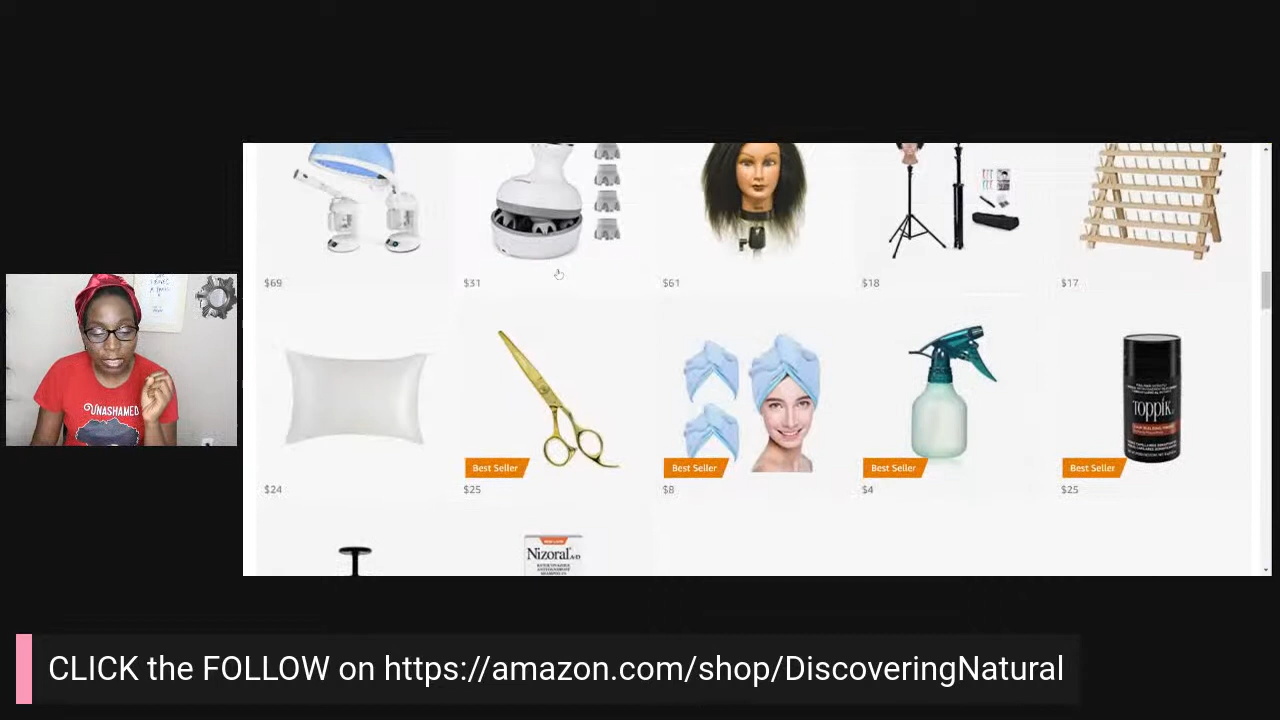 $69
$31
$61
$18
$17
UNASHAMED
TOPPIK
Best Seller
Best Seller
Best Seller
Best Seller
$24
$25
$8
$4
$25
Nizoral A-D
CLICK the FOLLOW on https://amazon.com/shop/DiscoveringNatural